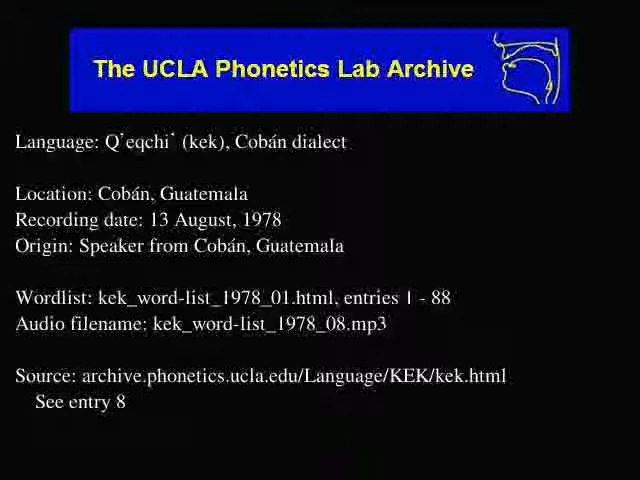 The UCLA Phonetics Lab Archive
Language: Q'eqchi` (kek), Cobán dialect
Location: Cobán, Guatemala
Recording date: 13 August, 1978
Origin: Speaker from Cobán, Guatemala
Wordlist: kek_word-list_1978_01.html, entries 1 - 88
Audio filename: kek_word-list_1978_08.mp3
Source: archive.phonetics.ucla.edu/Language/KEK/kek.html
See entry 8